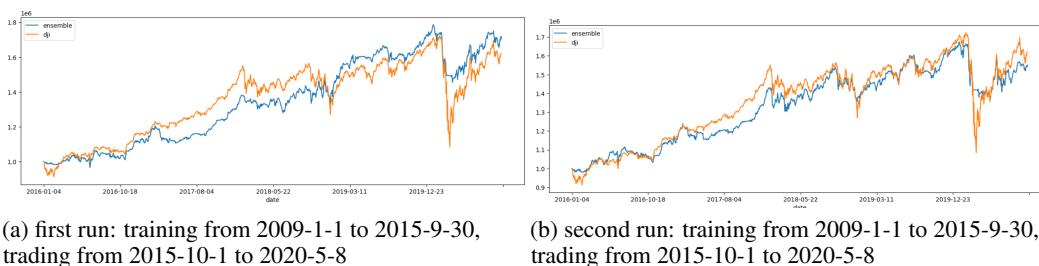 1e6
ensemble
dji
1.8
1.6
1.4
1.2
1.0
2016-01-04 2016-10-18 2017-08-04 2018-05-22 2019-03-11 2019-12-23
date
(a) first run: training from 2009-1-1 to 2015-9-30,
trading from 2015-10-1 to 2020-5-8
1e6
ensemble
dji
1.7
1.6
1.5
1.4
1.3
1.2
1.1
1.0
0.9
2016-01-04 2016-10-18 2017-08-04 2018-05-22 2019-03-11 2019-12-23
date
(b) second run: training from 2009-1-1 to 2015-9-30,
trading from 2015-10-1 to 2020-5-8